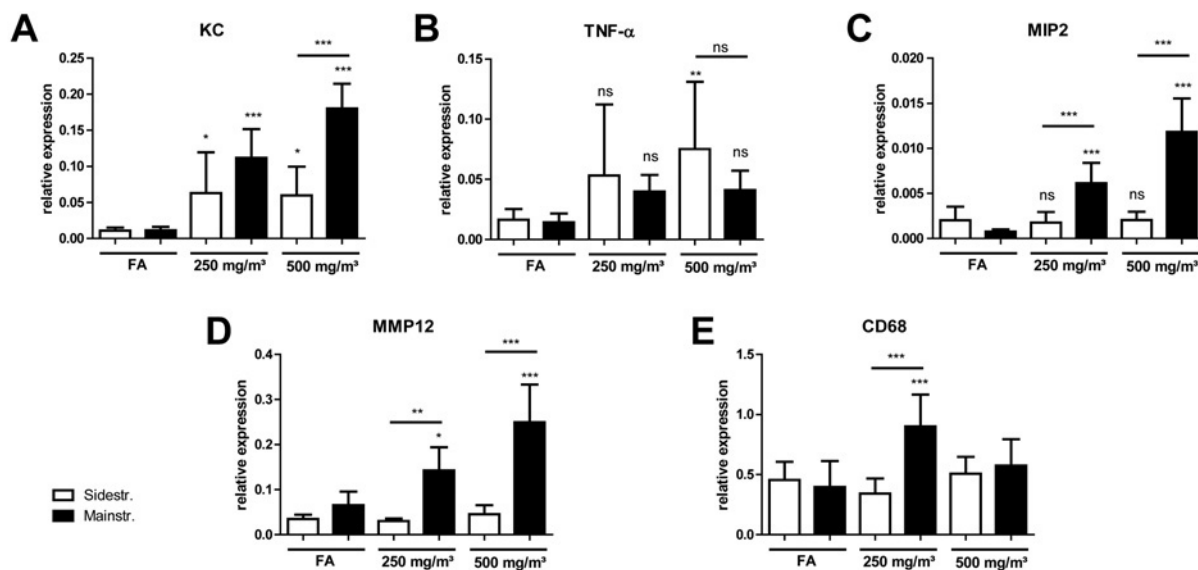 A
KC
relative expression
0.25
0.20
0.15
0.10
0.05
0.00
*
***
*
***
***
FA
250 mg/m³
500 mg/m³
B
TNF-α
relative expression
0.15
0.10
0.05
0.00
ns
ns
**
ns
ns
FA
250 mg/m³
500 mg/m³
C
MIP2
relative expression
0.020
0.015
0.010
0.005
0.000
ns
***
***
ns
***
***
FA
250 mg/m³
500 mg/m³
D
MMP12
relative expression
0.4
0.3
0.2
0.1
0.0
**
*
***
***
FA
250 mg/m³
500 mg/m³
E
CD68
relative expression
1.5
1.0
0.5
0.0
***
***
FA
250 mg/m³
500 mg/m³
Sidestr.
Mainstr.